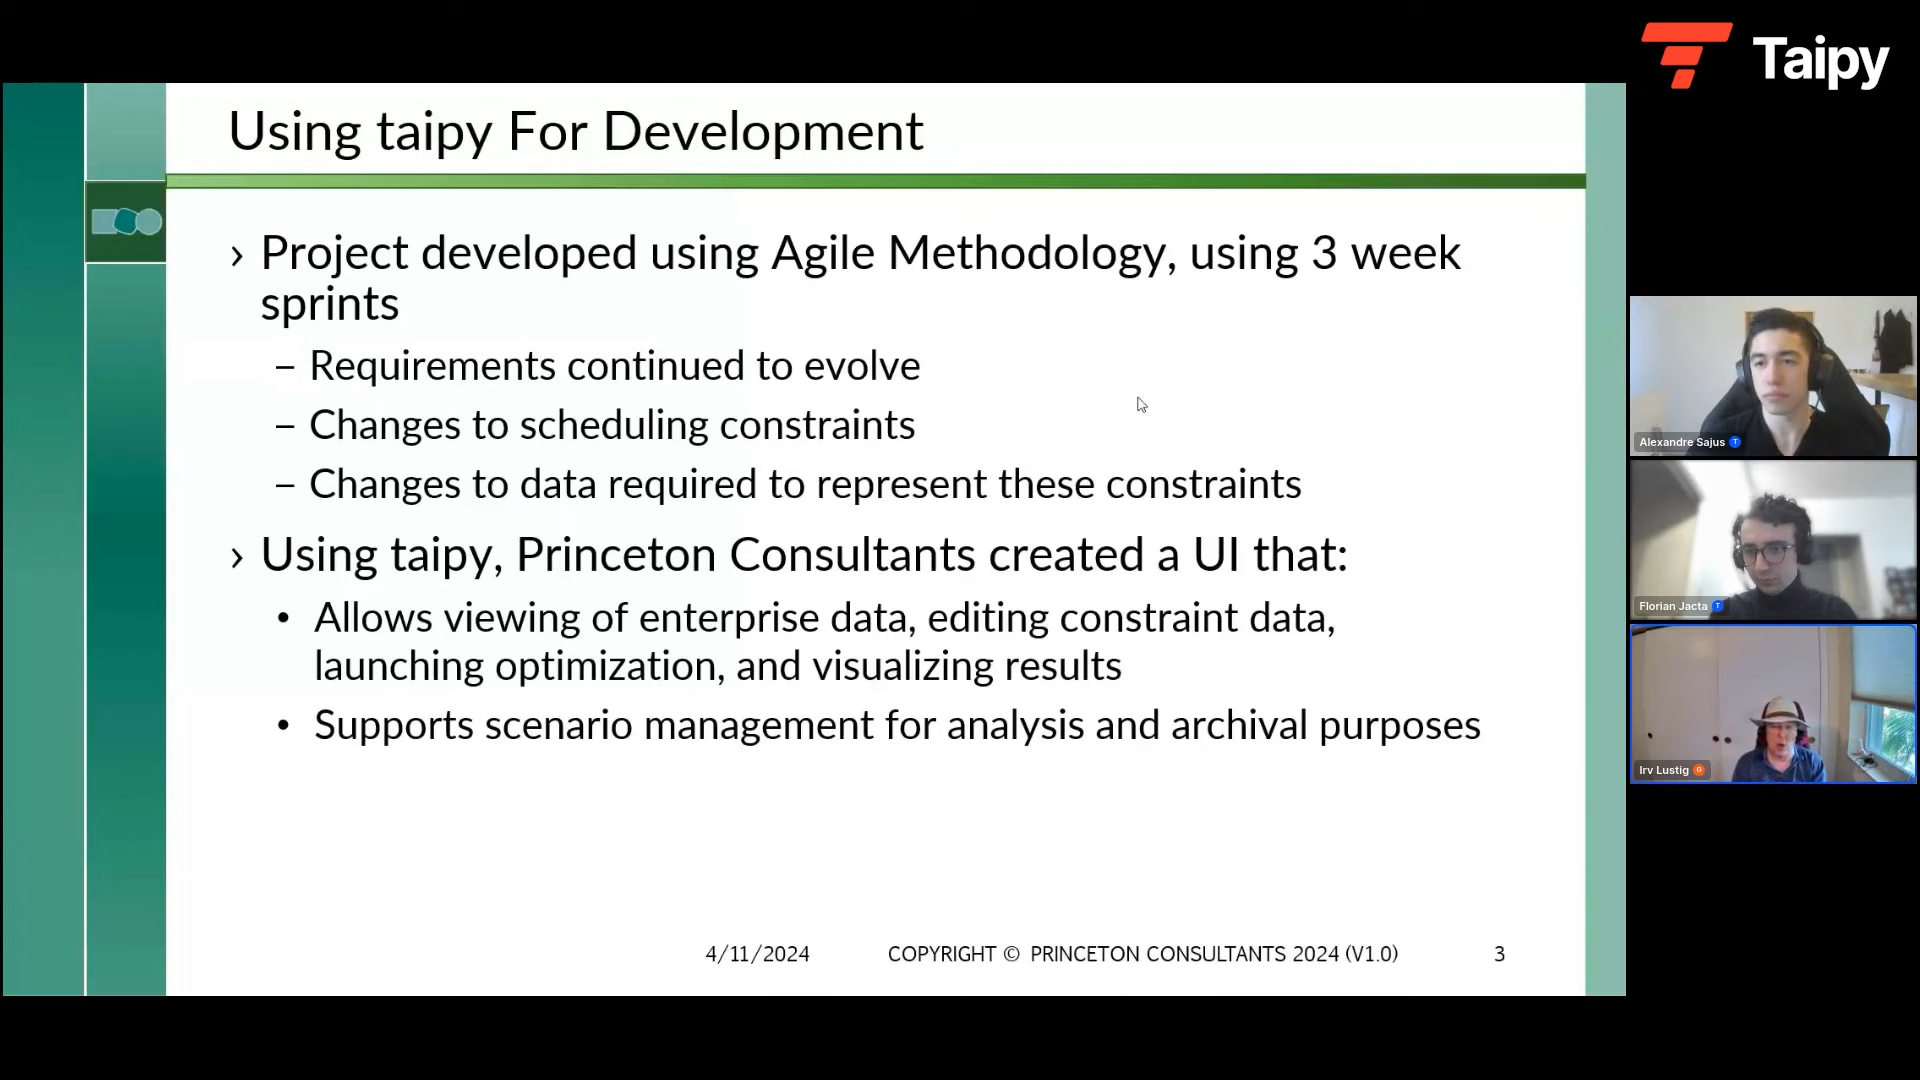 Taipy
Using taipy For Development
› Project developed using Agile Methodology, using 3 week
sprints
– Requirements continued to evolve
– Changes to scheduling constraints
– Changes to data required to represent these constraints
› Using taipy, Princeton Consultants created a UI that:
• Allows viewing of enterprise data, editing constraint data,
launching optimization, and visualizing results
• Supports scenario management for analysis and archival purposes
4/11/2024 COPYRIGHT © PRINCETON CONSULTANTS 2024 (V1.0) 3
Alexandre Sajus T
Florian Jacta T
Irv Lustig G